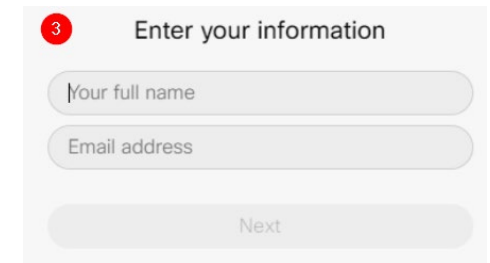 3 Enter your information
Your full name
Email address
Next